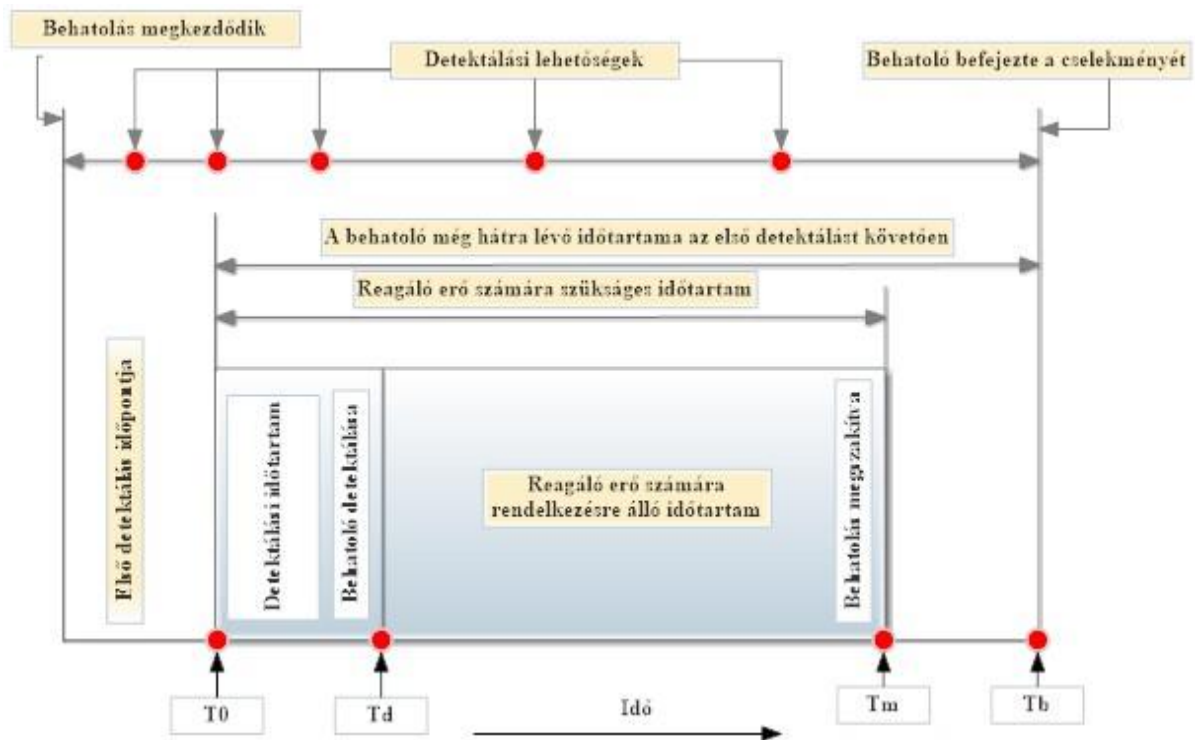 Behatolás megkezdődik
Detektálási lehetőségek
Behatoló befejezte a cselekményét
A behatoló még hátra lévő időtartama az első detektálást követően
Reagáló erő számára szükséges időtartam
Első detektálás időpontja
Detektálási időtartam
Behatoló detektálára
Reagáló erő számára
rendelkezésre álló időtartam
Behatolás megszakítva
T0
Td
Idő
Tm
Tb